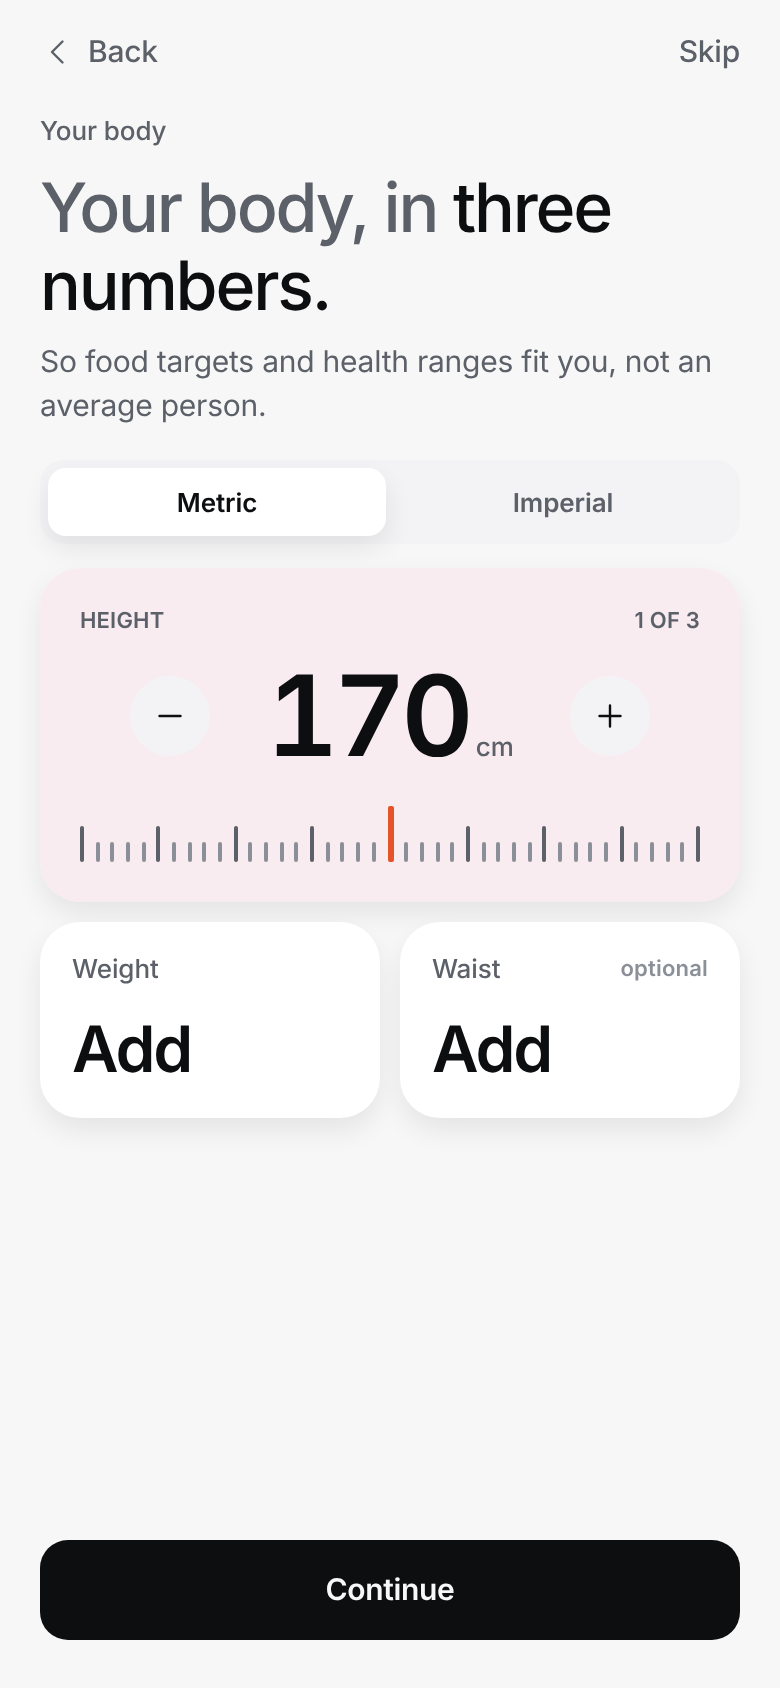 Back
Skip
Your body
Your body, in three
numbers.
So food targets and health ranges fit you, not an
average person.
Metric
Imperial
HEIGHT
1 OF 3
170 cm
Weight
Add
Waist
optional
Add
Continue